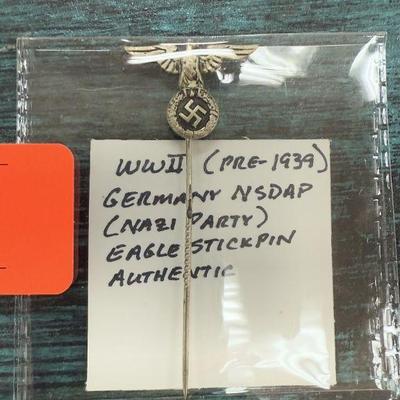 WWII (PRE-1939)
GERMANY NSDAP
(NAZI PARTY)
EAGLE STICKPIN
AUTHENTIC